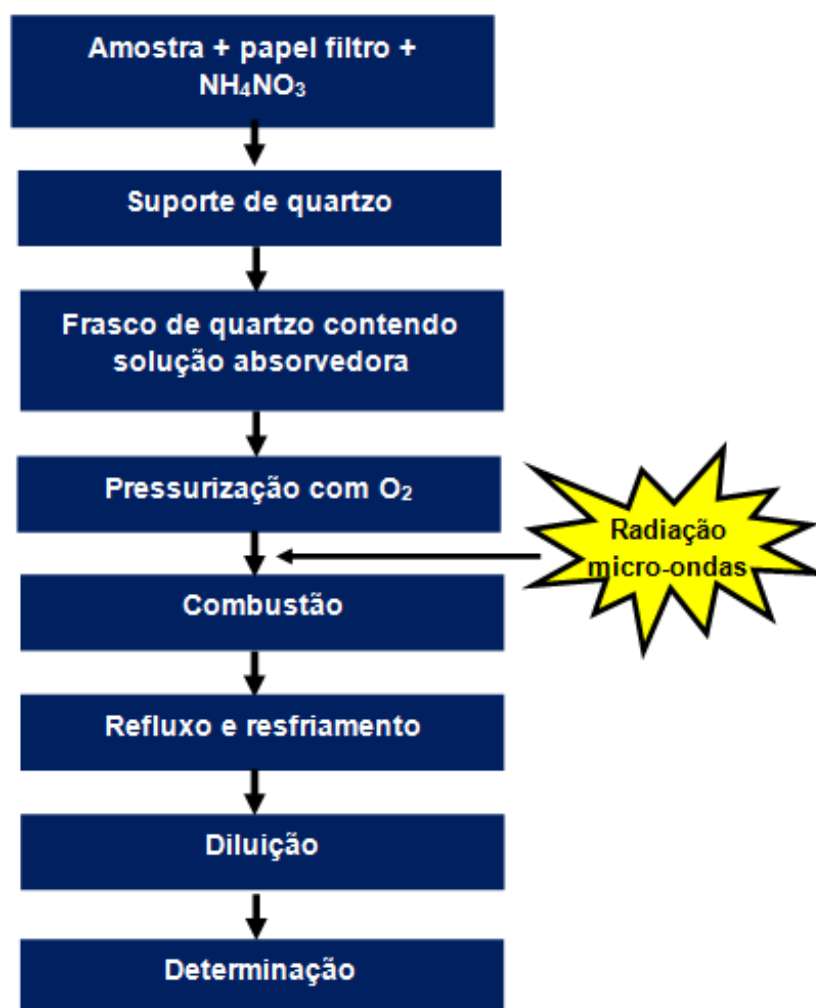 Amostra + papel filtro +
NH₄NO₃
Suporte de quartzo
Frasco de quartzo contendo
solução absorvedora
Pressurização com O₂
Radiação
micro-ondas
Combustão
Refluxo e resfriamento
Diluição
Determinação